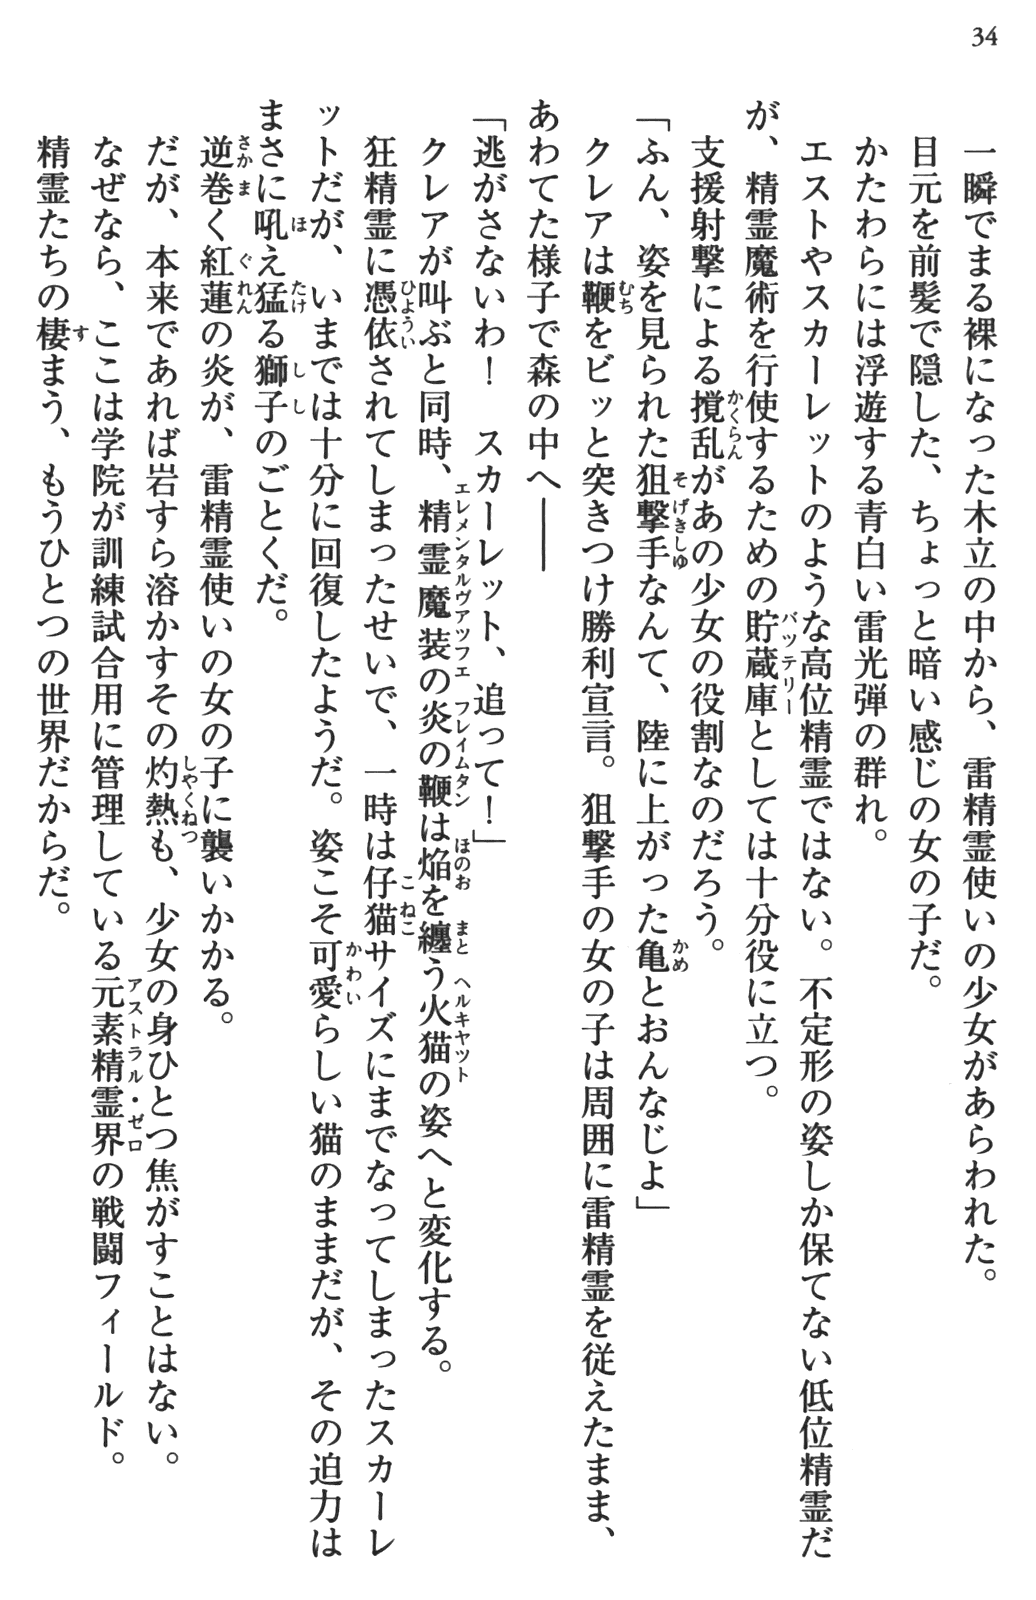 34
一瞬でまる裸になった木立の中から、雷精霊使いの少女があらわれた。
目元を前髪で隠した、ちょっと暗い感じの女の子だ。
かたわらには浮遊する青白い雷光弾の群れ。
エストやスカーレットのような高位精霊ではない。不定形の姿しか保てない低位精霊だ
が、精霊魔術を行使するための貯蔵庫バツテリーとしては十分役に立つ。
支援射撃による撹乱かくらんがあの少女の役割なのだろう。
「ふん、姿を見られた狙撃手そげきしゆなんて、陸に上がった亀かめとおんなじよ」
クレアは鞭むちをビッと突きつけ勝利宣言。狙撃手の女の子は周囲に雷精霊を従えたまま、
あわてた様子で森の中へ――
「逃がさないわ！　スカーレット、追って！」
クレアが叫ぶと同時、精霊魔装エレメンタルヴアツフエの炎の鞭フレイムタンは焔ほのおを纏まとう火猫ヘルキヤツトの姿へと変化する。
狂精霊に憑依ひよういされてしまったせいで、一時は仔猫こねこサイズにまでなってしまったスカーレ
ットだが、いまでは十分に回復したようだ。姿こそ可愛かわいらしい猫のままだが、その迫力は
まさに吼ほえ猛たける獅子ししのごとくだ。
逆巻さかまく紅蓮ぐれんの炎が、雷精霊使いの女の子に襲いかかる。
だが、本来であれば岩すら溶かすその灼熱しやくねつも、少女の身ひとつ焦がすことはない。
なぜなら、ここは学院が訓練試合用に管理している元素精霊界アストラル・ゼロの戦闘フィールド。
精霊たちの棲すまう、もうひとつの世界だからだ。